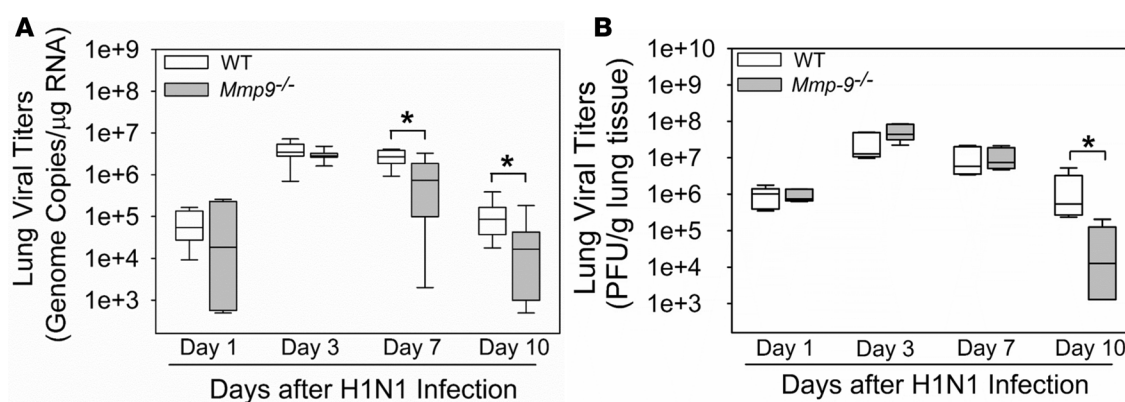 A
Lung Viral Titers
(Genome Copies/µg RNA)
1e+9
1e+8
1e+7
1e+6
1e+5
1e+4
1e+3
WT
Mmp9-/-
*
*
Day 1 Day 3 Day 7 Day 10
Days after H1N1 Infection
B
Lung Viral Titers
(PFU/g lung tissue)
1e+10
1e+9
1e+8
1e+7
1e+6
1e+5
1e+4
1e+3
WT
Mmp-9-/-
*
Day 1 Day 3 Day 7 Day 10
Days after H1N1 Infection